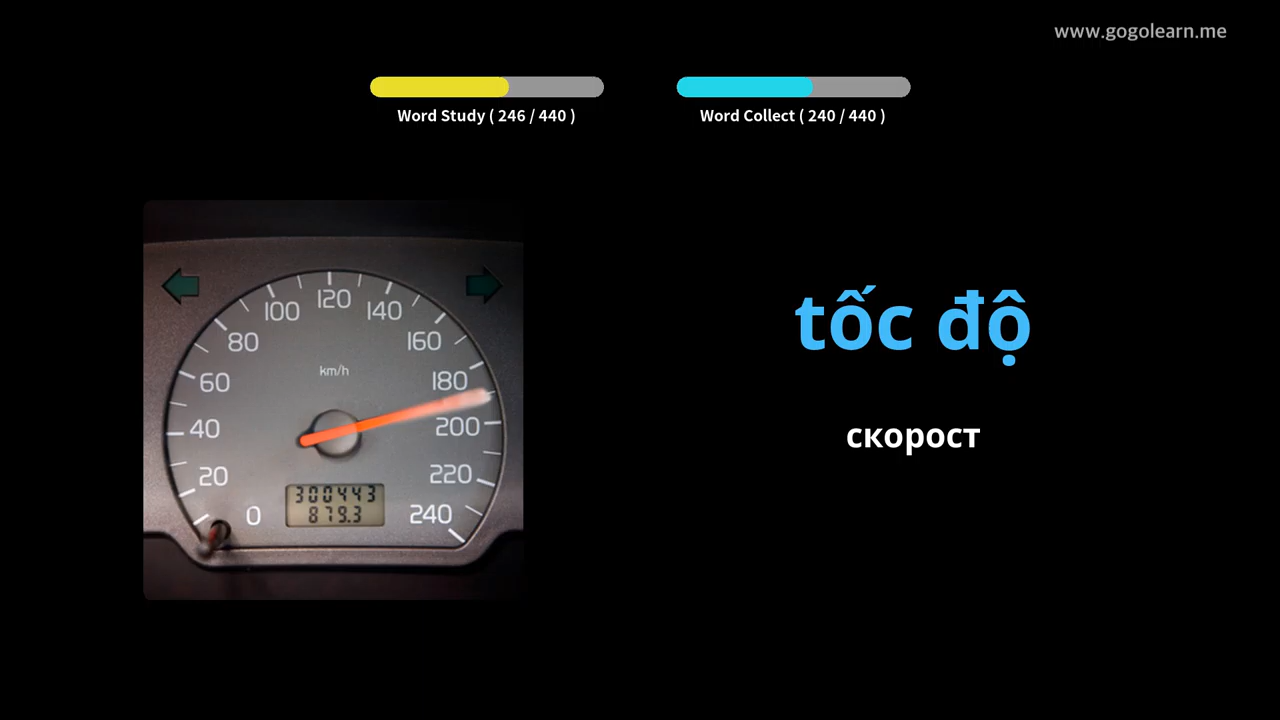 www.gogolearn.me
Word Study ( 246 / 440 )
Word Collect ( 240 / 440 )
tốc độ
скорост
120
100
140
80
160
km/h
60
180
40
200
20
220
0
240
300443
879.3